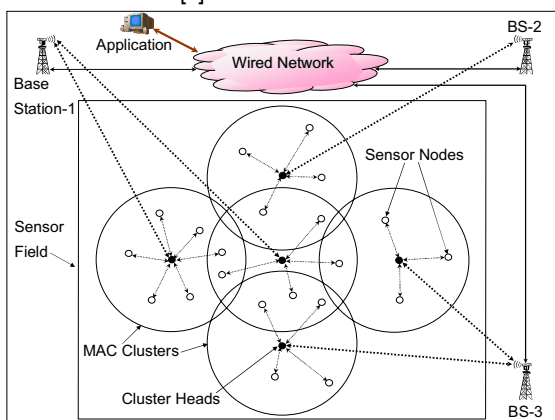 [ ]
Application
BS-2
Wired Network
Base
Station-1
Sensor Nodes
Sensor
Field
MAC Clusters
Cluster Heads
BS-3